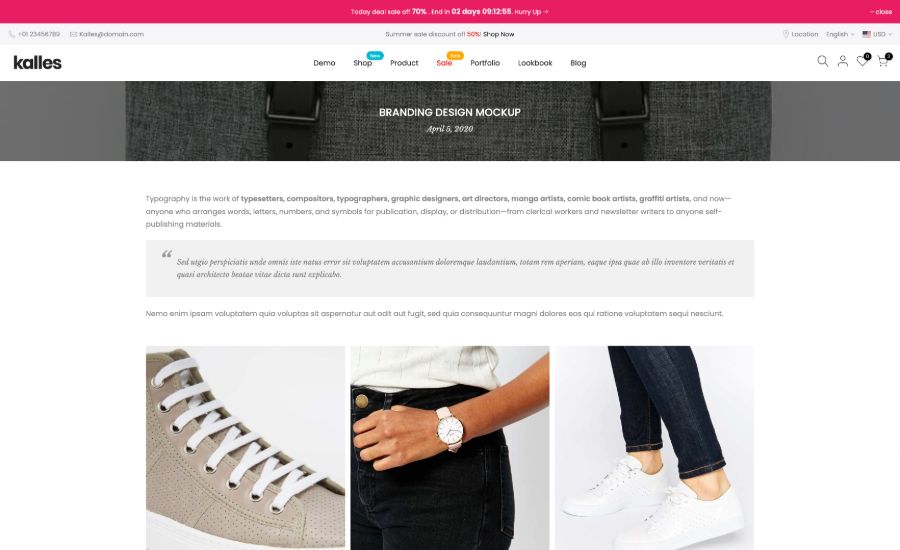 Today deal sale off 70% . End in 02 days 09:12:55. Hurry Up →
close
+01 23456789
Kalles@domain.com
Summer sale discount off 50%! Shop Now
Location
English
USD
kalles
Demo
Shop
New
Product
Sale
Sale
Portfolio
Lookbook
Blog
BRANDING DESIGN MOCKUP
April 5, 2020
Typography is the work of typesetters, compositors, typographers, graphic designers, art directors, manga artists, comic book artists, graffiti artists, and now—
anyone who arranges words, letters, numbers, and symbols for publication, display, or distribution—from clerical workers and newsletter writers to anyone self-
publishing materials.
“ Sed utgio perspiciatis unde omnis iste natus error sit voluptatem accusantium doloremque laudantium, totam rem aperiam, eaque ipsa quae ab illo inventore veritatis et
quasi architecto beatae vitae dicta sunt explicabo.
Nemo enim ipsam voluptatem quia voluptas sit aspernatur aut odit aut fugit, sed quia consequuntur magni dolores eos qui ratione voluptatem sequi nesciunt.